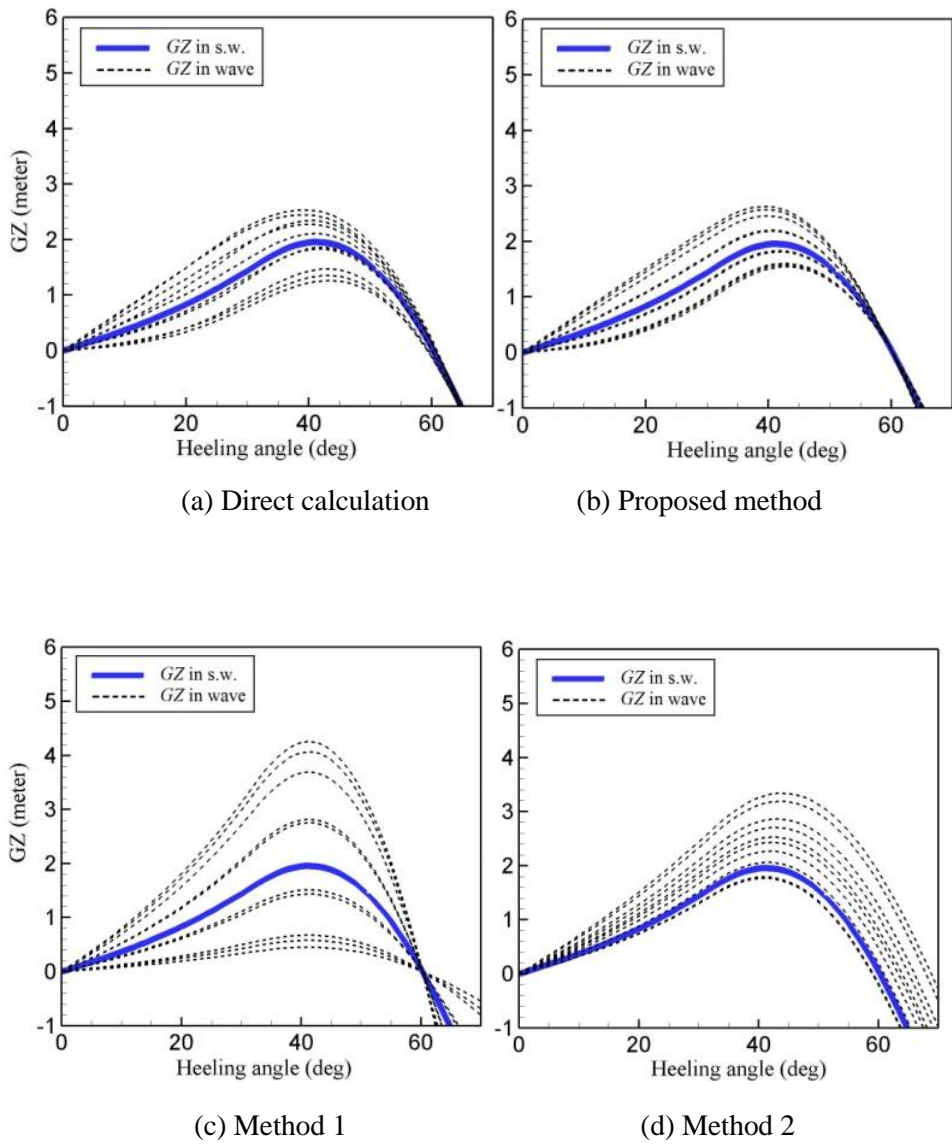 6
5
4
3
2
1
0
-1
GZ (meter)
GZ in s.w.
GZ in wave
0 20 40 60
Heeling angle (deg)
(a) Direct calculation
6
5
4
3
2
1
0
-1
GZ in s.w.
GZ in wave
0 20 40 60
Heeling angle (deg)
(b) Proposed method
6
5
4
3
2
1
0
-1
GZ (meter)
GZ in s.w.
GZ in wave
0 20 40 60
Heeling angle (deg)
(c) Method 1
6
5
4
3
2
1
0
-1
GZ in s.w.
GZ in wave
0 20 40 60
Heeling angle (deg)
(d) Method 2